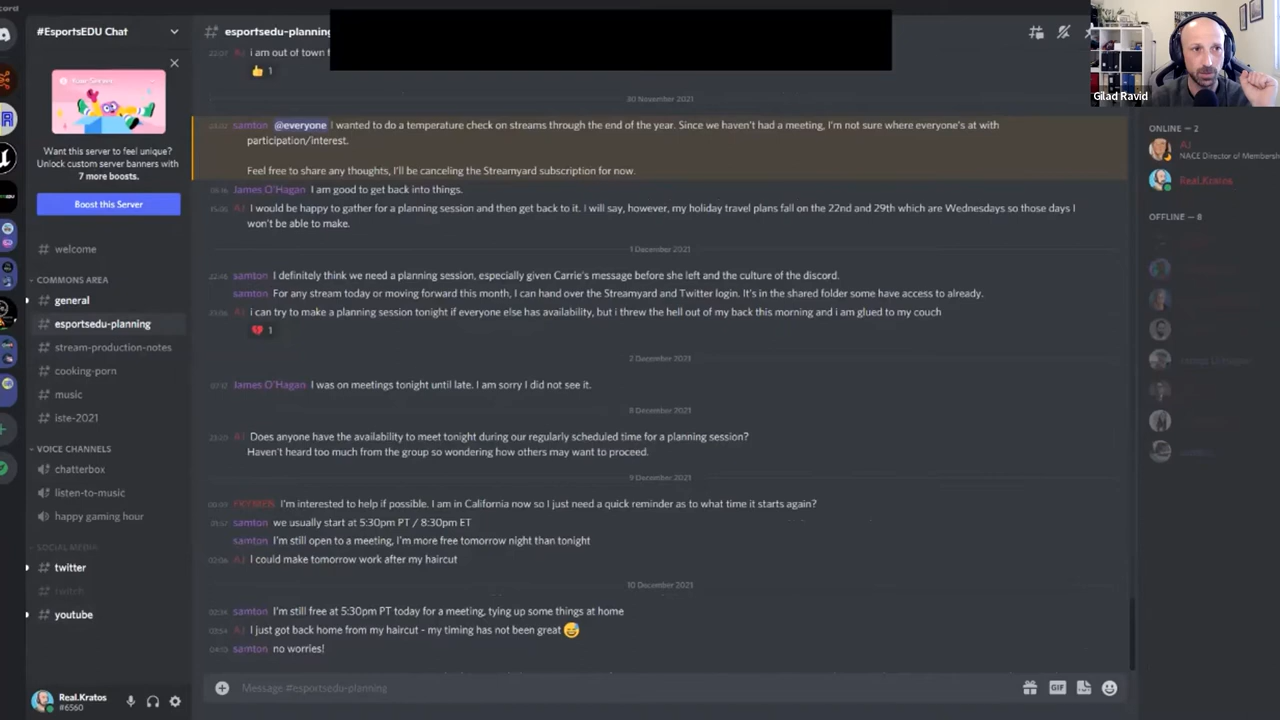 cord
#EsportsEDU Chat
Want this server to feel unique?
Unlock custom server banners with
7 more boosts.
Boost this Server
welcome
COMMONS AREA
general
esportsedu-planning
stream-production-notes
cooking-porn
music
iste-2021
VOICE CHANNELS
chatterbox
listen-to-music
happy gaming hour
SOCIAL MEDIA
twitter
twitch
youtube
Real.Kratos
#6560
# esportsedu-planning
i am out of town f
1
30 November 2021
samton @everyone I wanted to do a temperature check on streams through the end of the year. Since we haven't had a meeting, I'm not sure where everyone's at with
participation/interest.
Feel free to share any thoughts, I'll be canceling the Streamyard subscription for now.
James O'Hagan I am good to get back into things.
AJ I would be happy to gather for a planning session and then get back to it. I will say, however, my holiday travel plans fall on the 22nd and 29th which are Wednesdays so those days I
won't be able to make.
1 December 2021
samton I definitely think we need a planning session, especially given Carrie's message before she left and the culture of the discord.
samton For any stream today or moving forward this month, I can hand over the Streamyard and Twitter login. It's in the shared folder some have access to already.
AJ i can try to make a planning session tonight if everyone else has availability, but i threw the hell out of my back this morning and i am glued to my couch
1
2 December 2021
James O'Hagan I was on meetings tonight until late. I am sorry I did not see it.
8 December 2021
AJ Does anyone have the availability to meet tonight during our regularly scheduled time for a planning session?
Haven't heard too much from the group so wondering how others may want to proceed.
9 December 2021
I'm interested to help if possible. I am in California now so I just need a quick reminder as to what time it starts again?
samton we usually start at 5:30pm PT / 8:30pm ET
samton I'm still open to a meeting, I'm more free tomorrow night than tonight
AJ I could make tomorrow work after my haircut
10 December 2021
samton I'm still free at 5:30pm PT today for a meeting, tying up some things at home
AJ I just got back home from my haircut - my timing has not been great
samton no worries!
Message #esportsedu-planning
GIF
Gilad Ravid
ONLINE — 2
AJ
NACE Director of Membersh
Real.Kratos
OFFLINE — 8